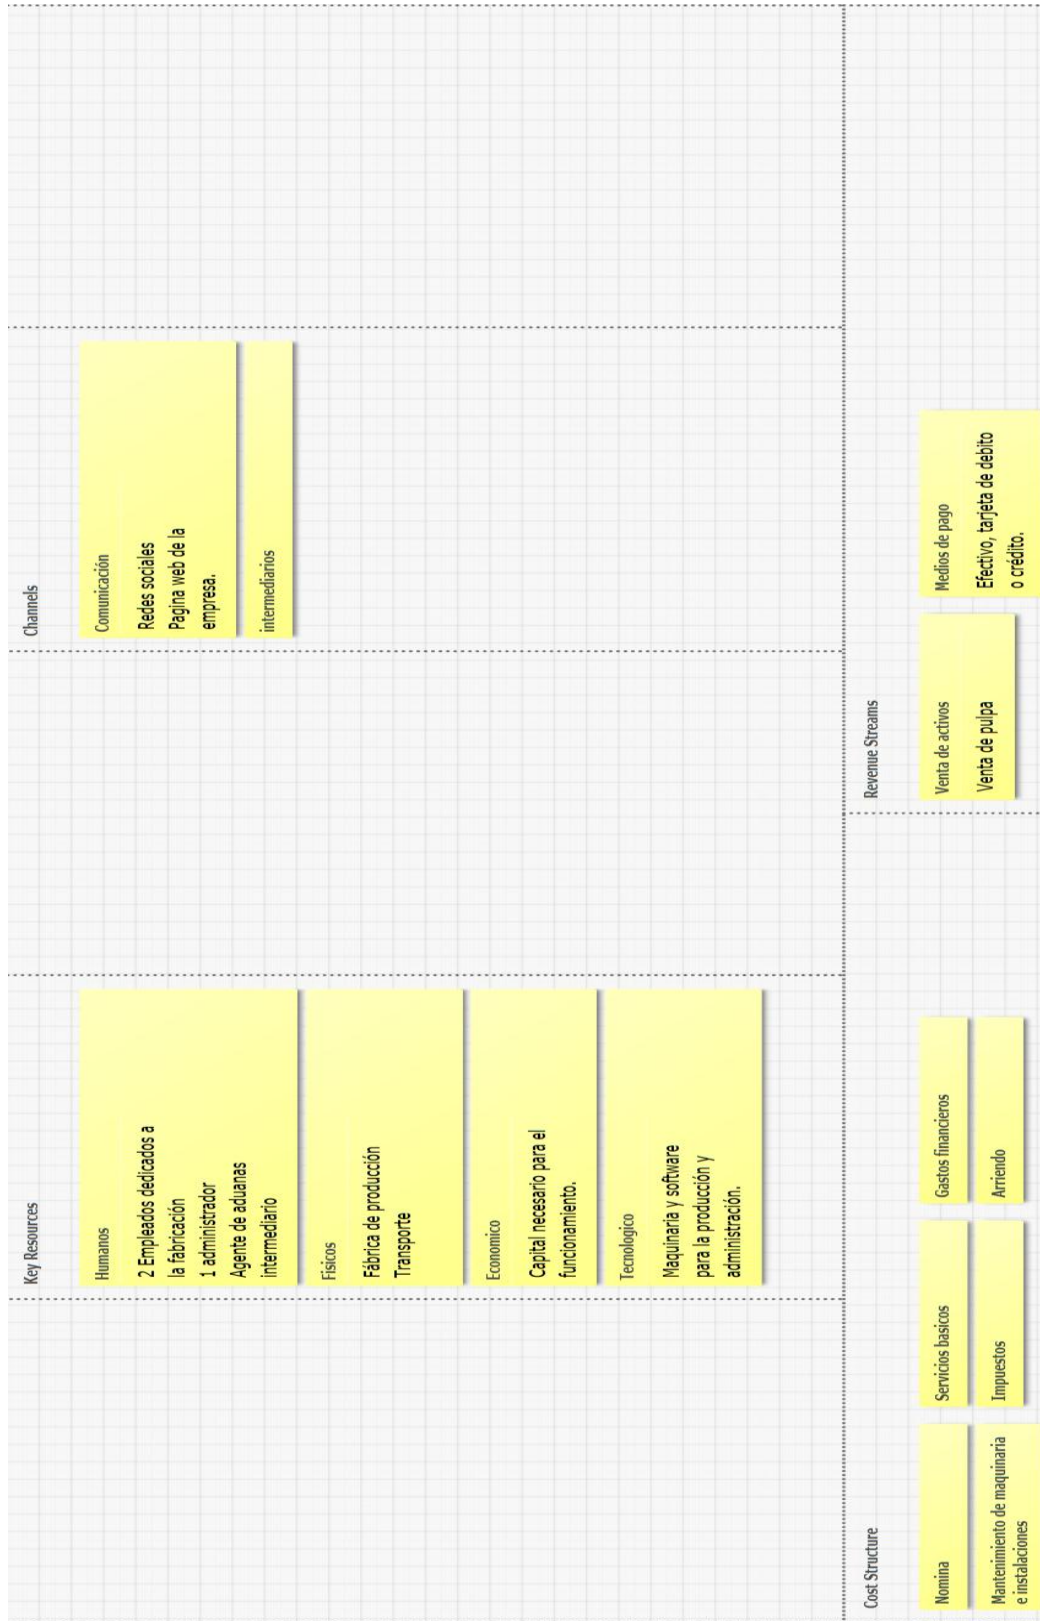 Key Resources
Humanos
2 Empleados dedicados a
la fabricación
1 administrador
Agente de aduanas
intermediario
Fisicos
Fábrica de producción
Transporte
Economico
Capital necesario para el
funcionamiento.
Tecnologico
Maquinaria y software
para la producción y
administración.
Channels
Comunicación
Redes sociales
Pagina web de la
empresa.
intermediarios
Cost Structure
Nomina
Servicios basicos
Gastos financieros
Mantenimiento de maquinaria
e instalaciones
Impuestos
Arriendo
Revenue Streams
Venta de activos
Venta de pulpa
Medios de pago
Efectivo, tarjeta de debito
o crédito.